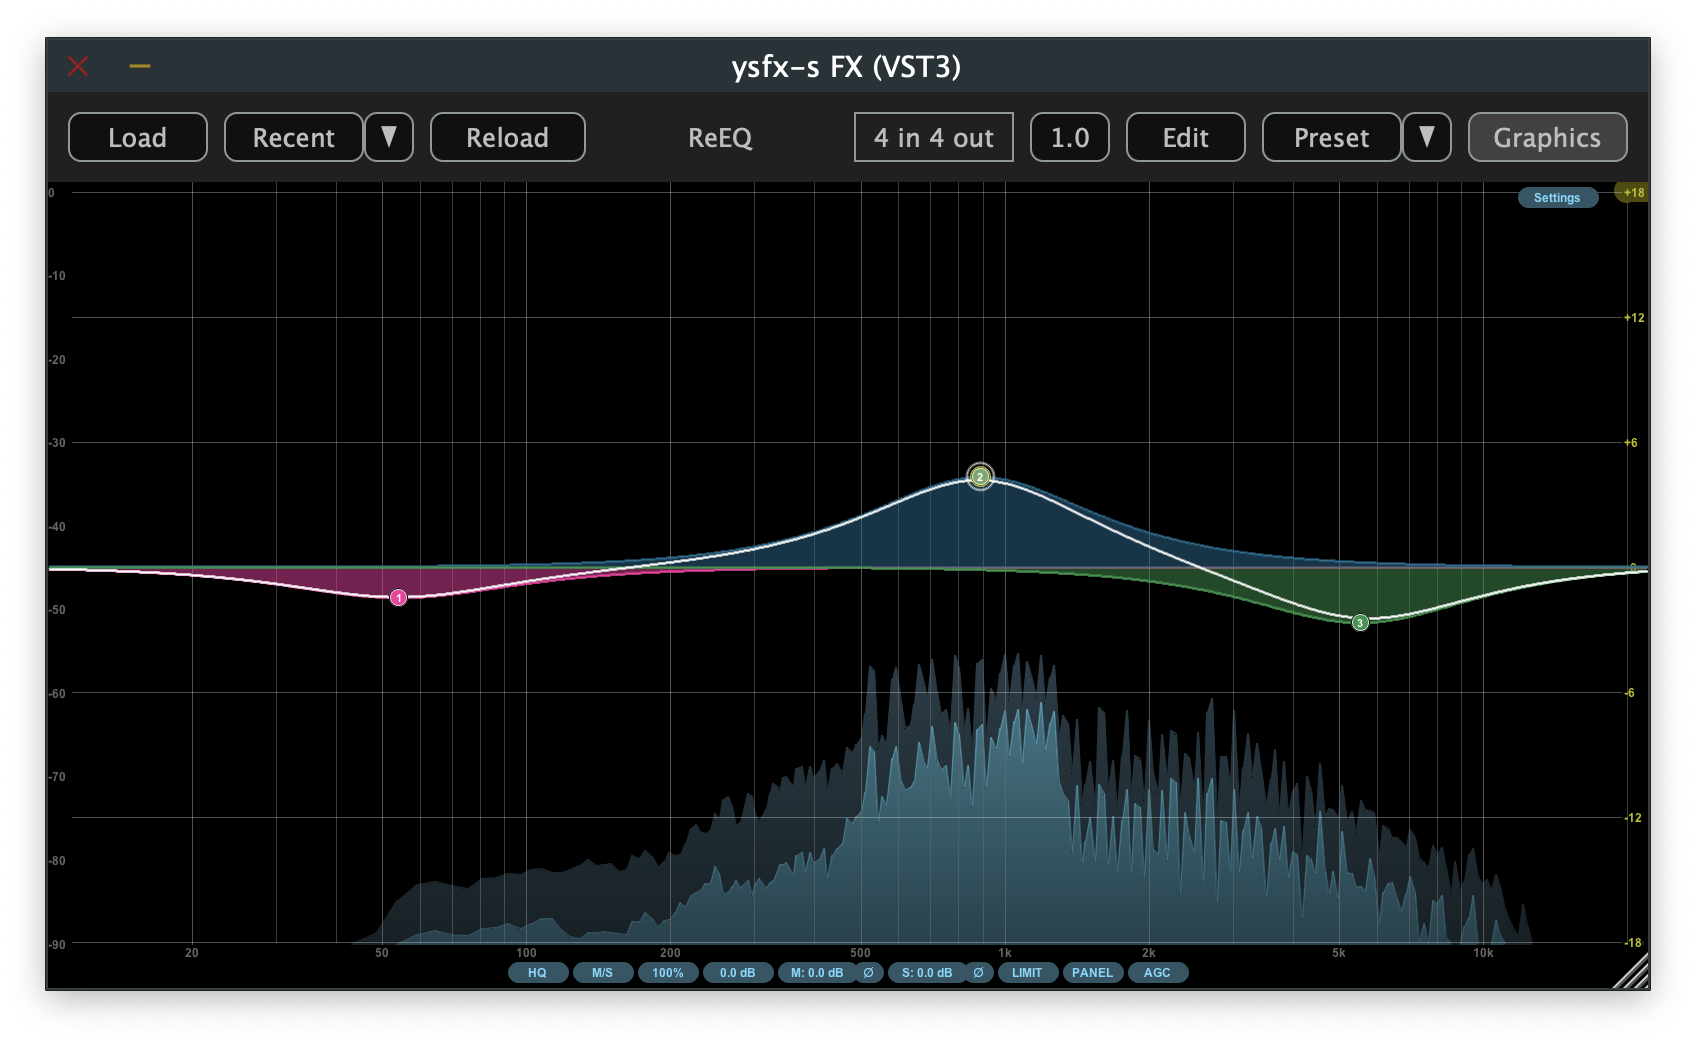 ysfx-s FX (VST3)
Load Recent ▼ Reload ReEQ 4 in 4 out 1.0 Edit Preset ▼ Graphics
0 Settings +18
-10
+12
-20
-30 +6
-40
0
-50
1 2 3
-60 -6
-70
-12
-80
-90 -18
20 50 100 200 500 1k 2k 5k 10k
HQ M/S 100% 0.0 dB M: 0.0 dB Ø S: 0.0 dB Ø LIMIT PANEL AGC